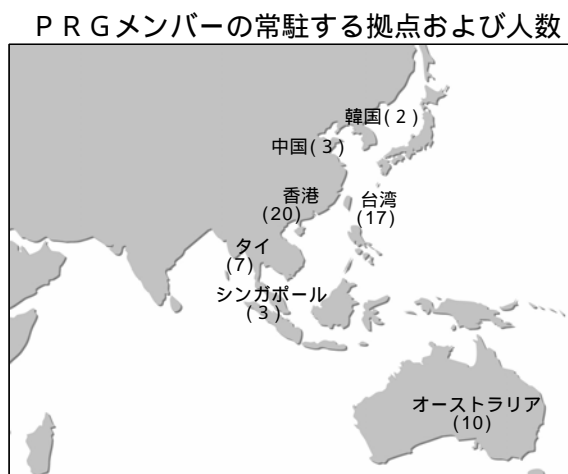 ＰＲＧメンバーの常駐する拠点および人数
韓国(２)
中国(３)
香港
(20)
台湾
(17)
タイ
(7)
シンガポール
(３)
オーストラリア
(10)